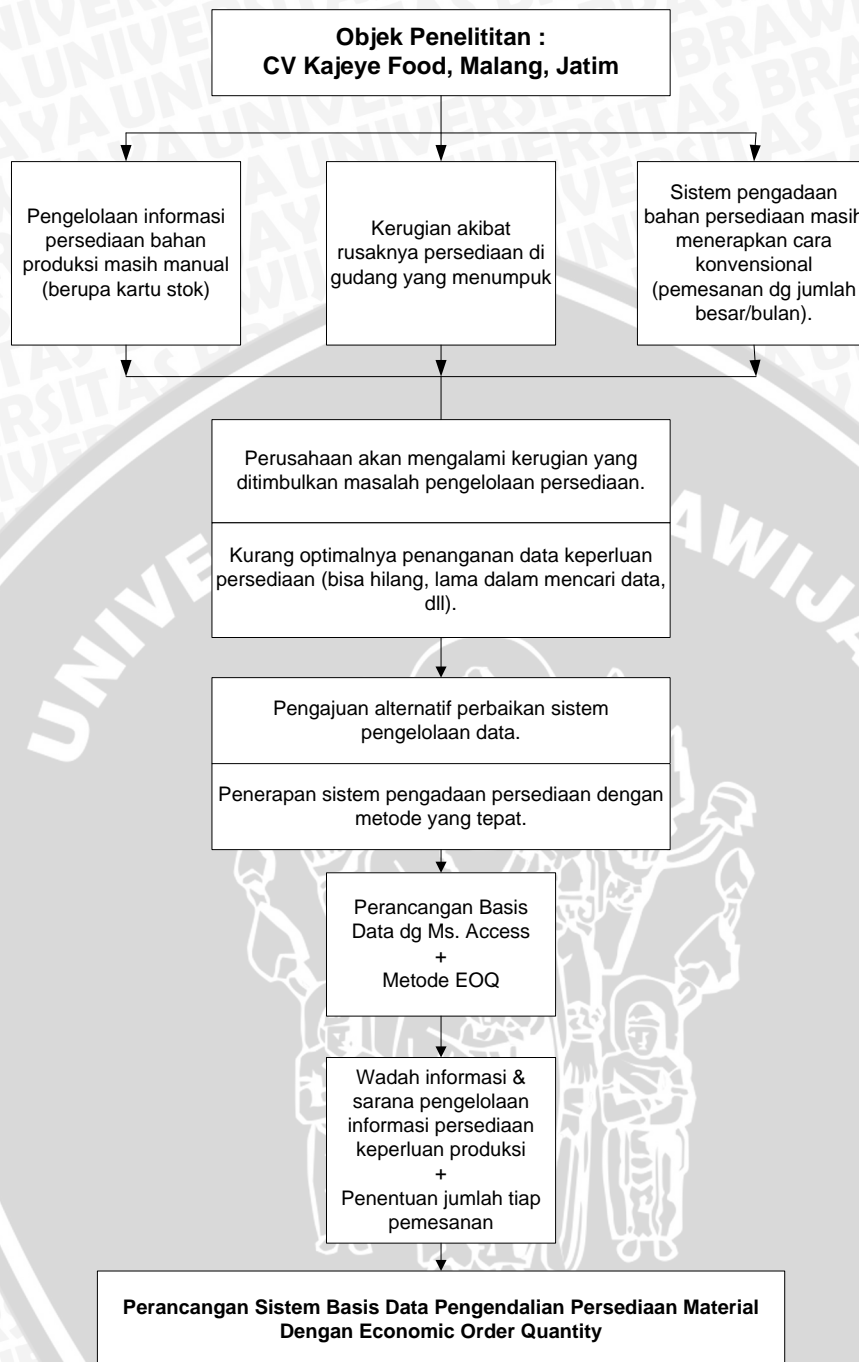 Objek Penelititan :
CV Kajeye Food, Malang, Jatim
Pengelolaan informasi
persediaan bahan
produksi masih manual
(berupa kartu stok)
Kerugian akibat
rusaknya persediaan di
gudang yang menumpuk
Sistem pengadaan
bahan persediaan masih
menerapkan cara
konvensional
(pemesanan dg jumlah
besar/bulan).
Perusahaan akan mengalami kerugian yang
ditimbulkan masalah pengelolaan persediaan.
Kurang optimalnya penanganan data keperluan
persediaan (bisa hilang, lama dalam mencari data,
dll).
Pengajuan alternatif perbaikan sistem
pengelolaan data.
Penerapan sistem pengadaan persediaan dengan
metode yang tepat.
Perancangan Basis
Data dg Ms. Access
+
Metode EOQ
Wadah informasi &
sarana pengelolaan
informasi persediaan
keperluan produksi
+
Penentuan jumlah tiap
pemesanan
Perancangan Sistem Basis Data Pengendalian Persediaan Material
Dengan Economic Order Quantity